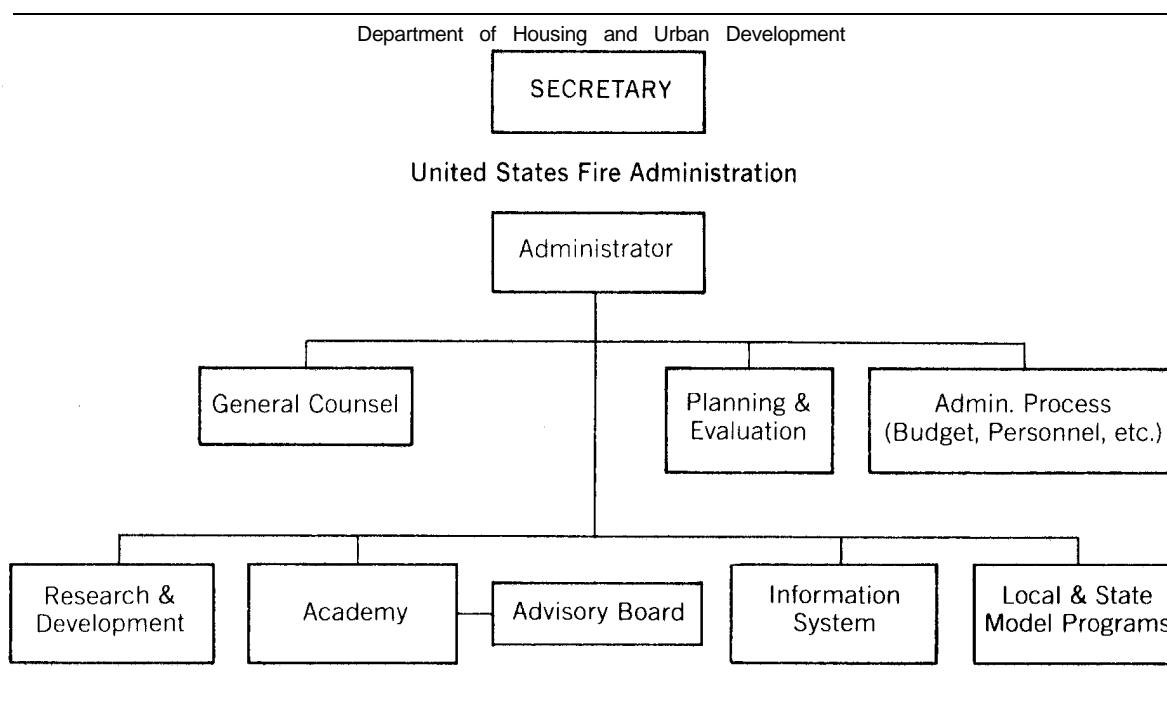 Department of Housing and Urban Development
SECRETARY
United States Fire Administration
Administrator
General Counsel
Planning &
Evaluation
Admin. Process
(Budget, Personnel, etc.)
Research &
Development
Academy
Advisory Board
Information
System
Local & State
Model Programs